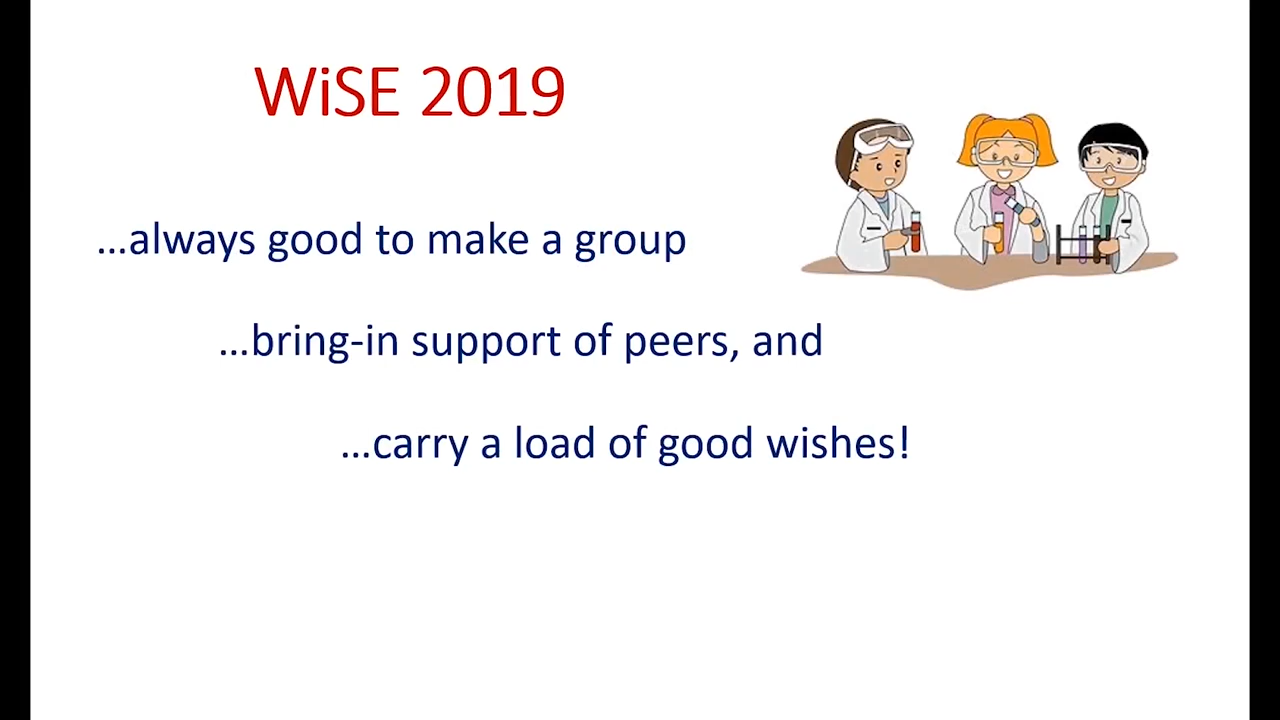 WiSE 2019
...always good to make a group
...bring-in support of peers, and
...carry a load of good wishes!